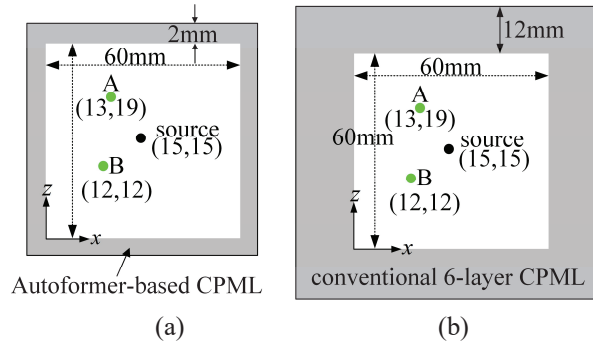 2mm
60mm
A
(13,19)
source
(15,15)
B
(12,12)
z
x
Autoformer-based CPML
(a)
12mm
60mm
A
(13,19)
60mm
source
(15,15)
B
(12,12)
z
x
conventional 6-layer CPML
(b)